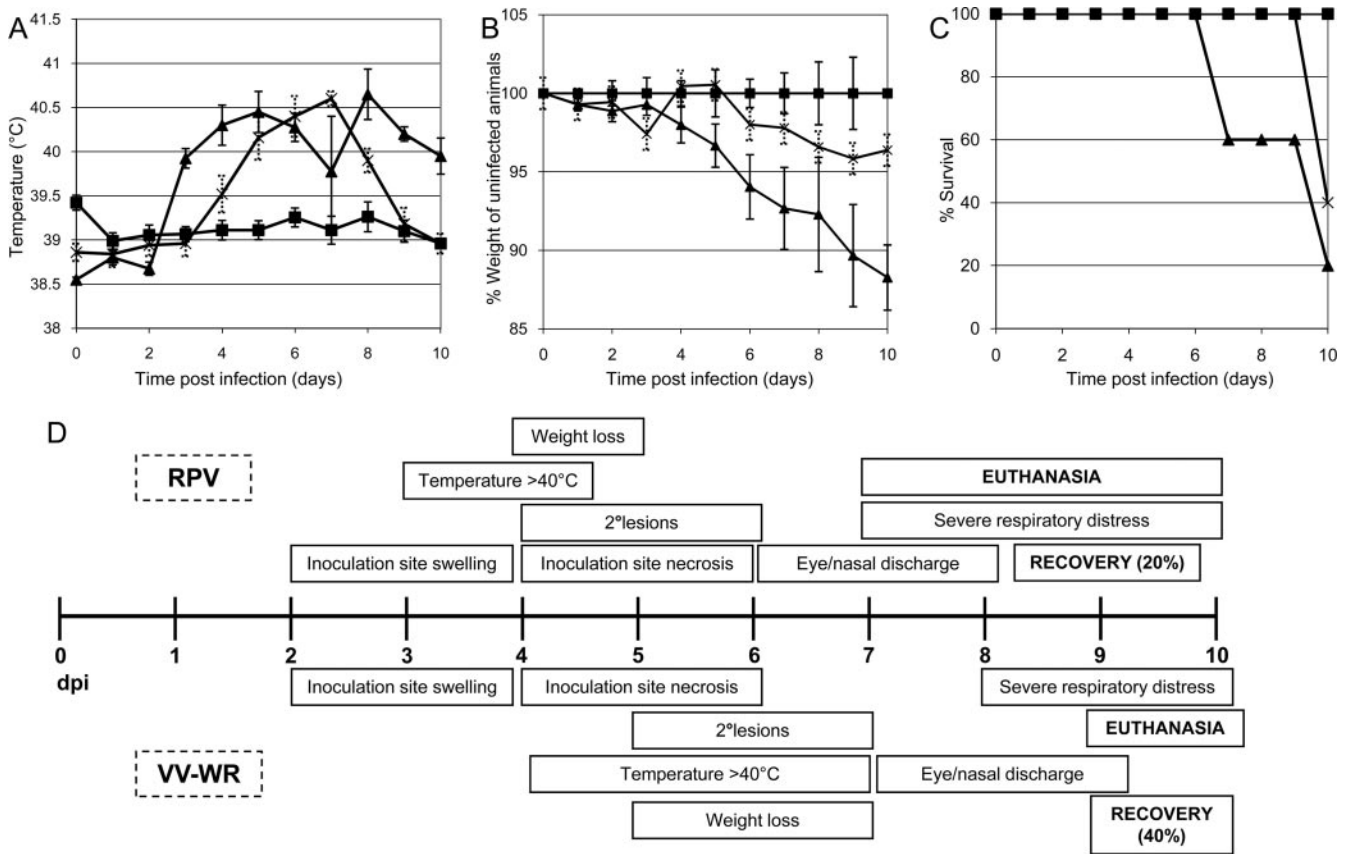 A
41.5
41
40.5
40
39.5
39
38.5
38
Temperature (°C)
0 2 4 6 8 10
Time post infection (days)
B
105
100
95
90
85
% Weight of uninfected animals
0 2 4 6 8 10
Time post infection (days)
C
100
80
60
40
20
0
% Survival
0 2 4 6 8 10
Time post infection (days)
D
Weight loss
RPV
Temperature >40°C
EUTHANASIA
2°lesions
Severe respiratory distress
Inoculation site swelling
Inoculation site necrosis
Eye/nasal discharge
RECOVERY (20%)
0 1 2 3 4 5 6 7 8 9 10
dpi
Inoculation site swelling
Inoculation site necrosis
Severe respiratory distress
2°lesions
EUTHANASIA
VV-WR
Temperature >40°C
Eye/nasal discharge
Weight loss
RECOVERY
(40%)